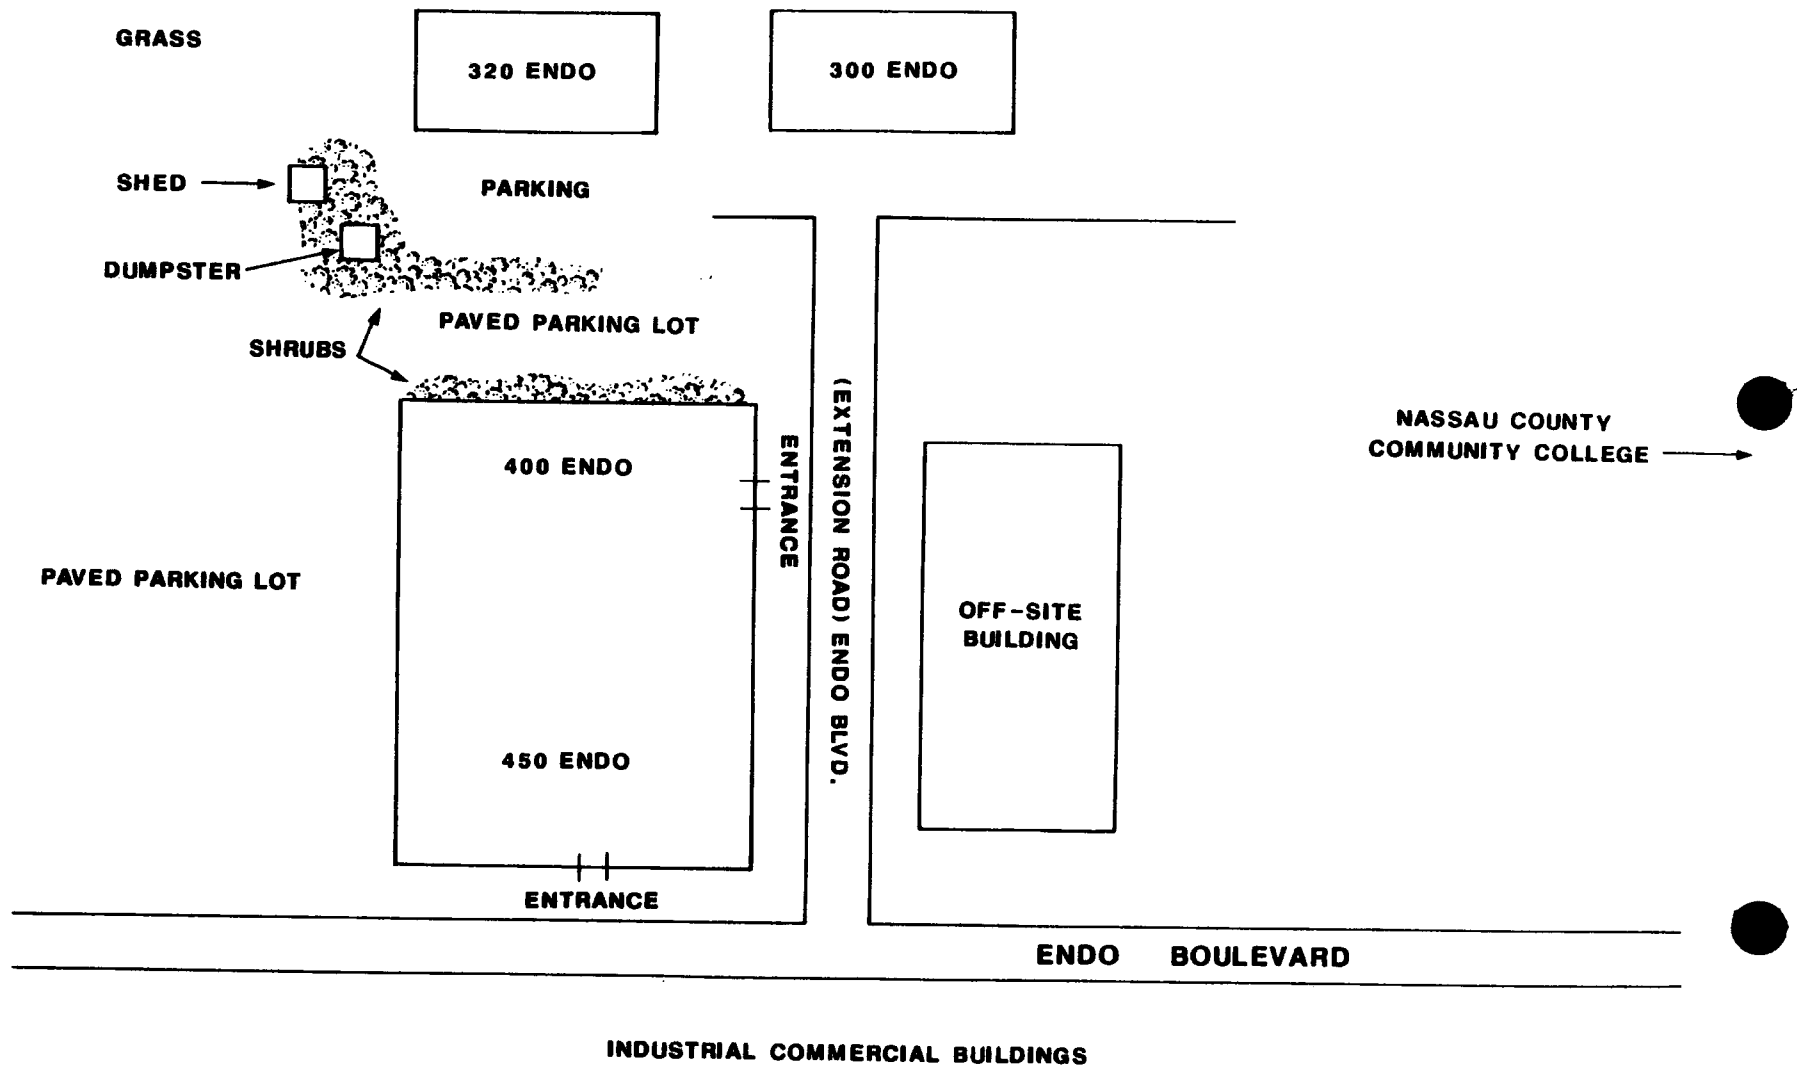 GRASS
320 ENDO
300 ENDO
SHED
PARKING
DUMPSTER
PAVED PARKING LOT
SHRUBS
(EXTENSION ROAD) ENDO BLVD.
NASSAU COUNTY
COMMUNITY COLLEGE
400 ENDO
ENTRANCE
PAVED PARKING LOT
OFF-SITE
BUILDING
450 ENDO
ENTRANCE
ENDO BOULEVARD
INDUSTRIAL COMMERCIAL BUILDINGS